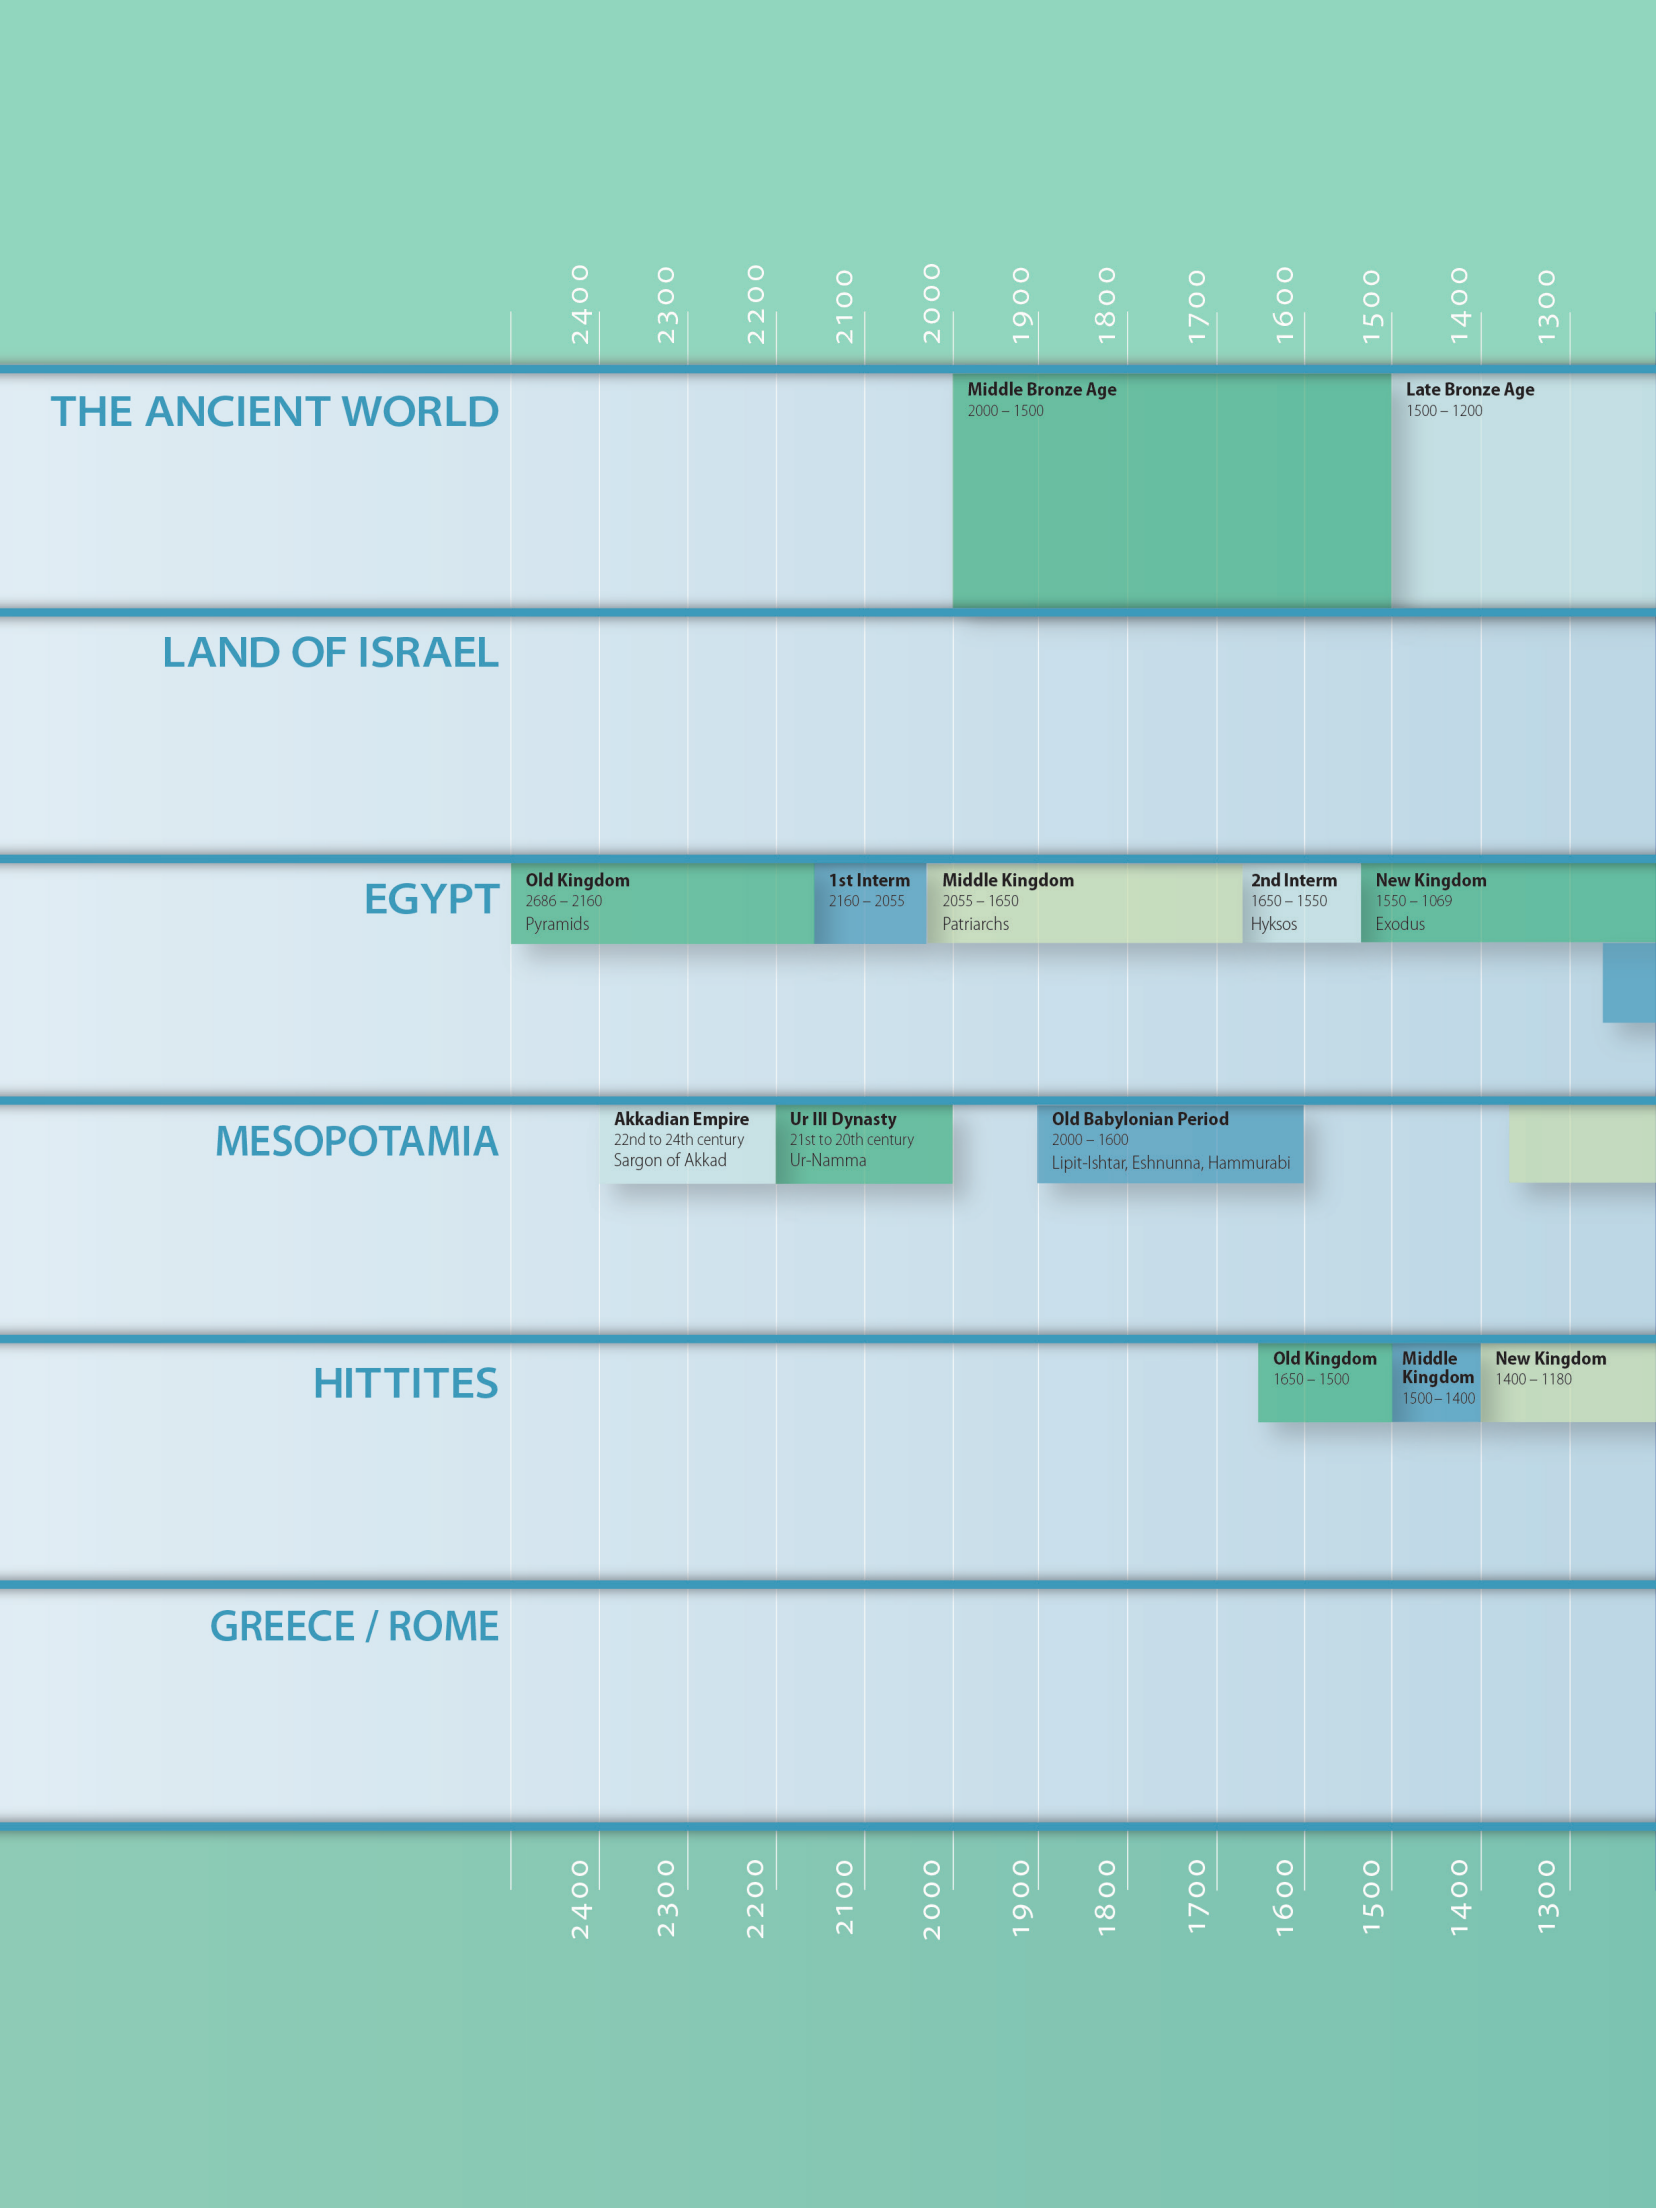 2400
2300
2200
2100
2000
1900
1800
1700
1600
1500
1400
1300
THE ANCIENT WORLD
Middle Bronze Age
2000 – 1500
Late Bronze Age
1500 – 1200
LAND OF ISRAEL
EGYPT
Old Kingdom
2686 – 2160
Pyramids
1st Interm
2160 – 2055
Middle Kingdom
2055 – 1650
Patriarchs
2nd Interm
1650 – 1550
Hyksos
New Kingdom
1550 – 1069
Exodus
MESOPOTAMIA
Akkadian Empire
22nd to 24th century
Sargon of Akkad
Ur III Dynasty
21st to 20th century
Ur-Namma
Old Babylonian Period
2000 – 1600
Lipit-Ishtar, Eshnunna, Hammurabi
HITTITES
Old Kingdom
1650 – 1500
Middle
Kingdom
1500 – 1400
New Kingdom
1400 – 1180
GREECE / ROME
2400
2300
2200
2100
2000
1900
1800
1700
1600
1500
1400
1300